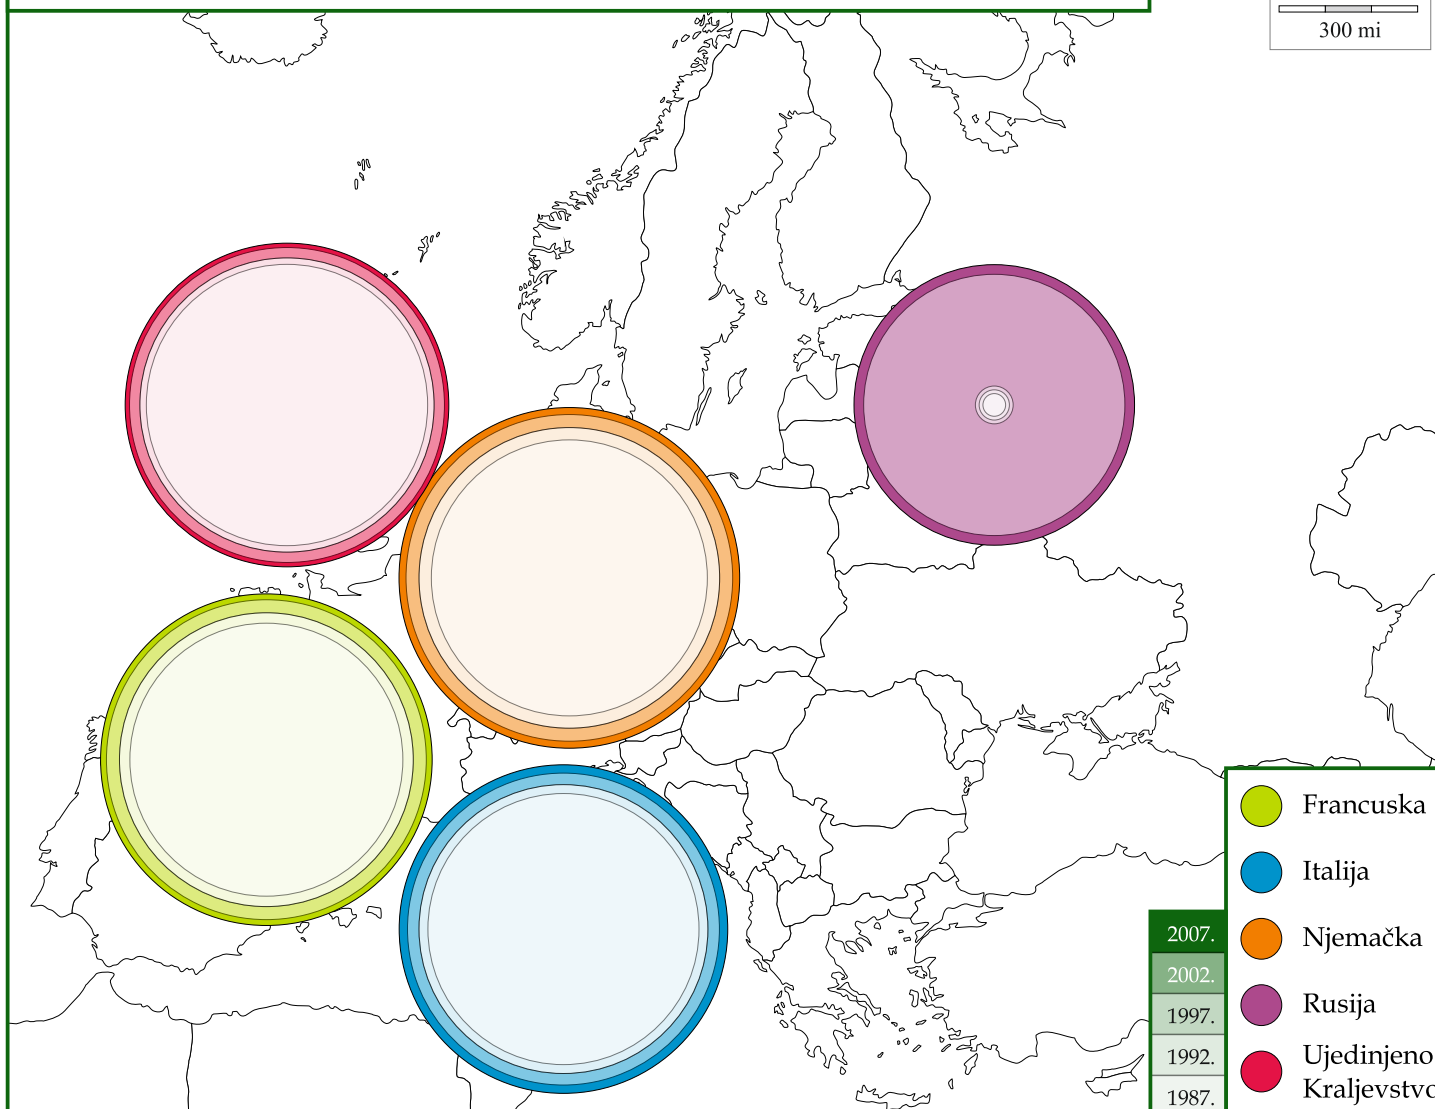 300 mi
Francuska
Italija
Njemačka
Rusija
Ujedinjeno
Kraljevstvo
2007.
2002.
1997.
1992.
1987.